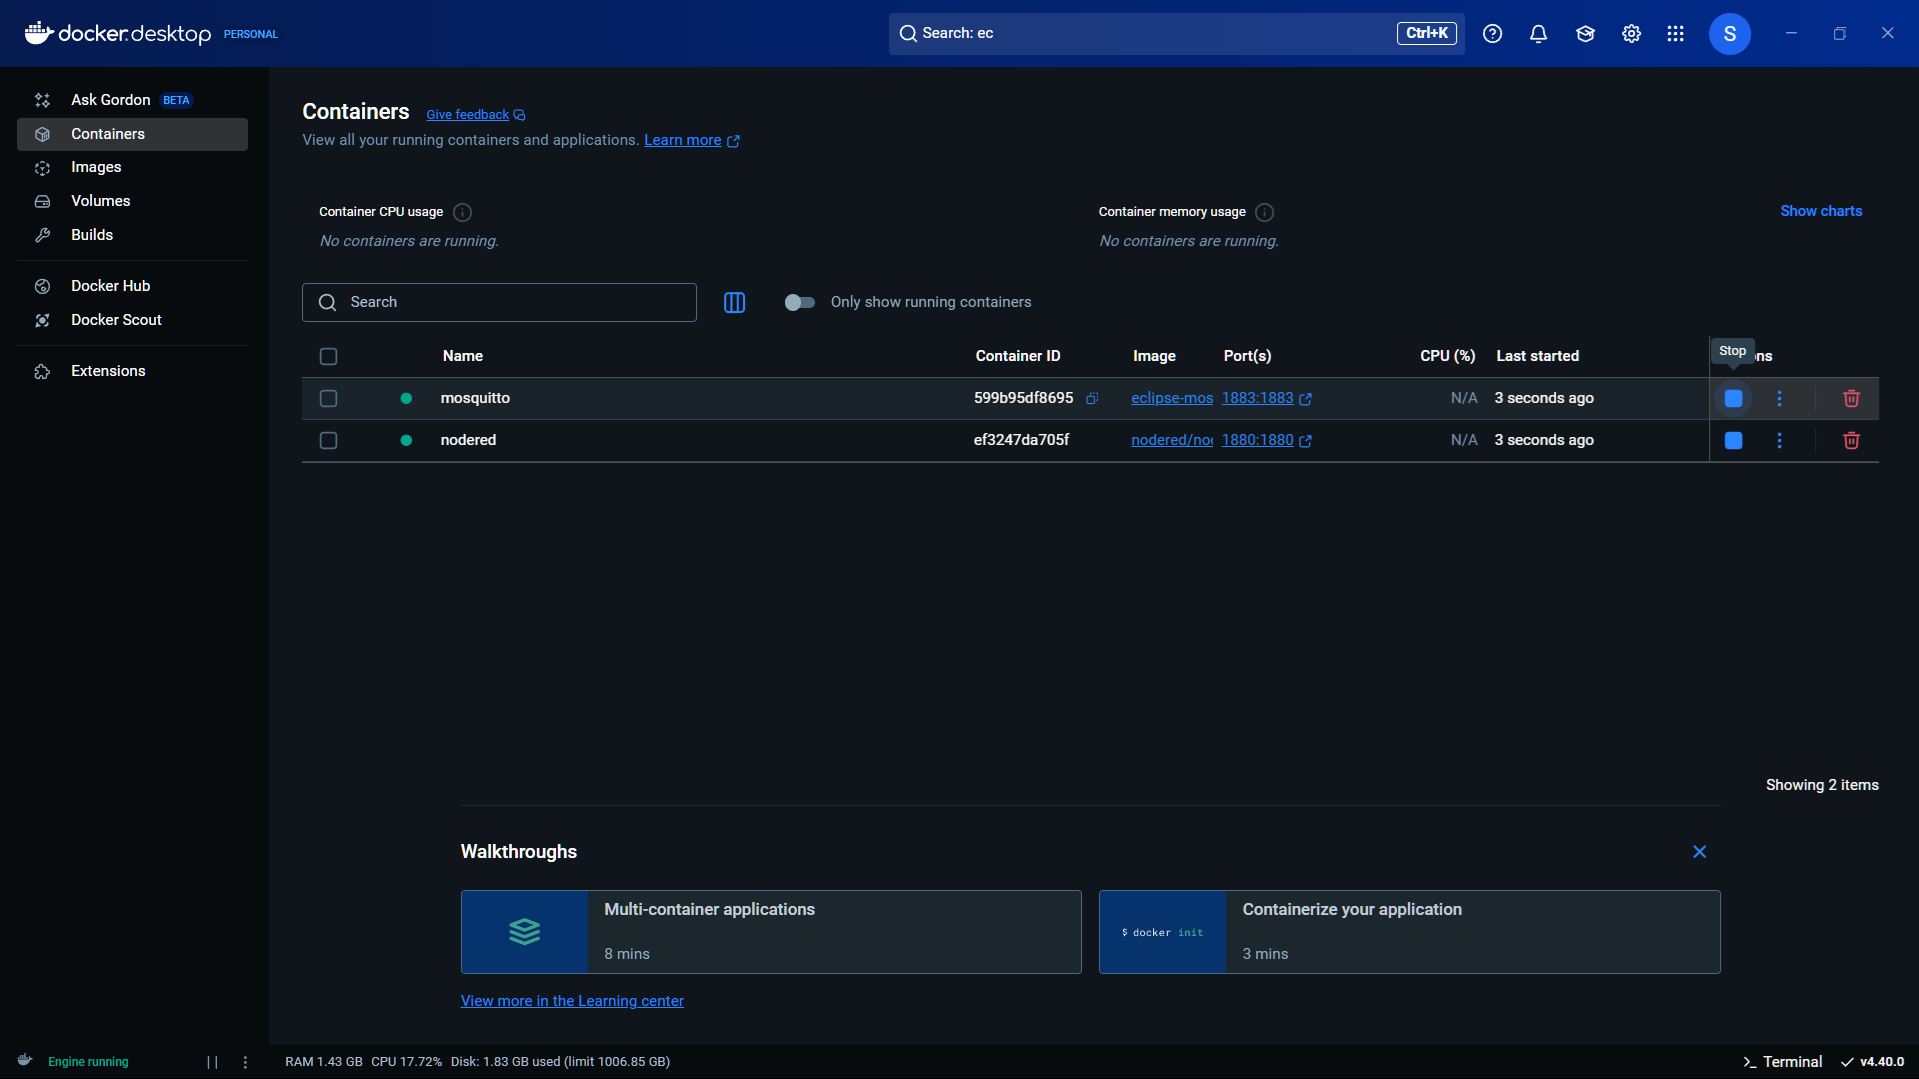 docker.desktop PERSONAL
Search: ec
Ctrl+K
S
Ask Gordon BETA
Containers
Images
Volumes
Builds
Docker Hub
Docker Scout
Extensions
Containers Give feedback
View all your running containers and applications. Learn more
Container CPU usage
No containers are running.
Container memory usage
No containers are running.
Show charts
Search
Only show running containers
Name Container ID Image Port(s) CPU (%) Last started ns
Stop
mosquitto 599b95df8695 eclipse-mos 1883:1883 N/A 3 seconds ago
nodered ef3247da705f nodered/no 1880:1880 N/A 3 seconds ago
Showing 2 items
Walkthroughs
Multi-container applications
8 mins
$ docker init
Containerize your application
3 mins
View more in the Learning center
Engine running
RAM 1.43 GB CPU 17.72% Disk: 1.83 GB used (limit 1006.85 GB)
Terminal
v4.40.0